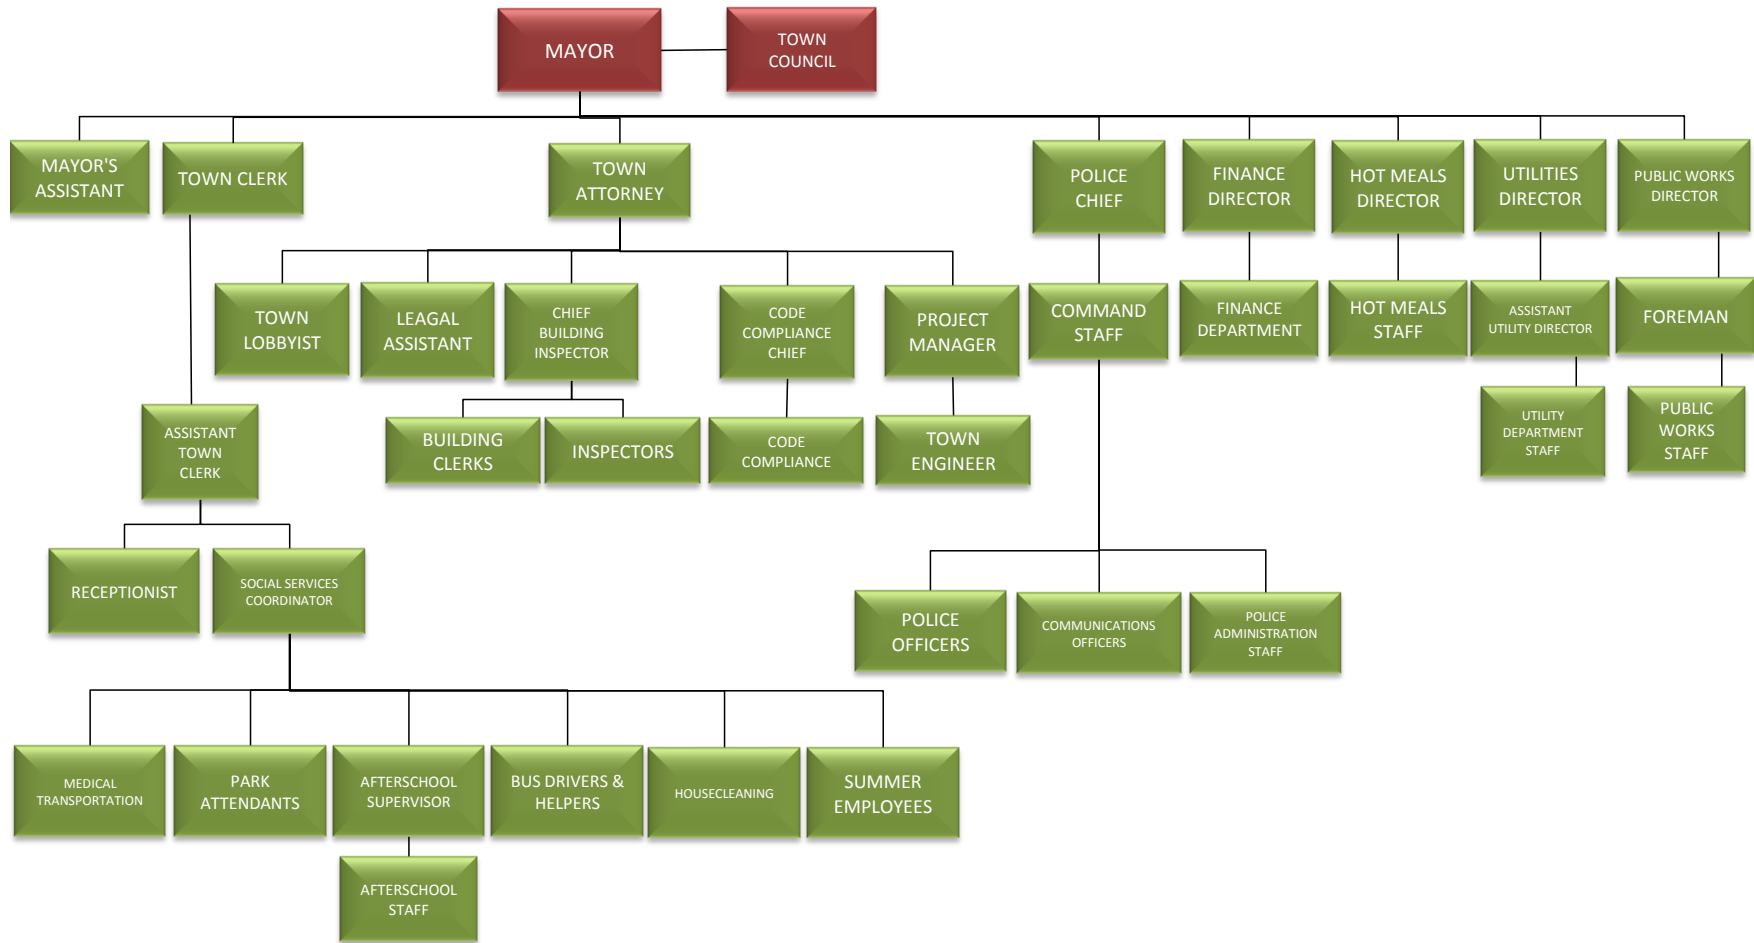 MAYOR
TOWN
COUNCIL
MAYOR'S
ASSISTANT
TOWN CLERK
TOWN
ATTORNEY
POLICE
CHIEF
FINANCE
DIRECTOR
HOT MEALS
DIRECTOR
UTILITIES
DIRECTOR
PUBLIC WORKS
DIRECTOR
TOWN
LOBBYIST
LEAGAL
ASSISTANT
CHIEF
BUILDING
INSPECTOR
CODE
COMPLIANCE
CHIEF
PROJECT
MANAGER
COMMAND
STAFF
FINANCE
DEPARTMENT
HOT MEALS
STAFF
ASSISTANT
UTILITY DIRECTOR
FOREMAN
ASSISTANT
TOWN
CLERK
BUILDING
CLERKS
INSPECTORS
CODE
COMPLIANCE
TOWN
ENGINEER
UTILITY
DEPARTMENT
STAFF
PUBLIC
WORKS
STAFF
RECEPTIONIST
SOCIAL SERVICES
COORDINATOR
POLICE
OFFICERS
COMMUNICATIONS
OFFICERS
POLICE
ADMINISTRATION
STAFF
MEDICAL
TRANSPORTATION
PARK
ATTENDANTS
AFTERSCHOOL
SUPERVISOR
BUS DRIVERS &
HELPERS
HOUSECLEANING
SUMMER
EMPLOYEES
AFTERSCHOOL
STAFF